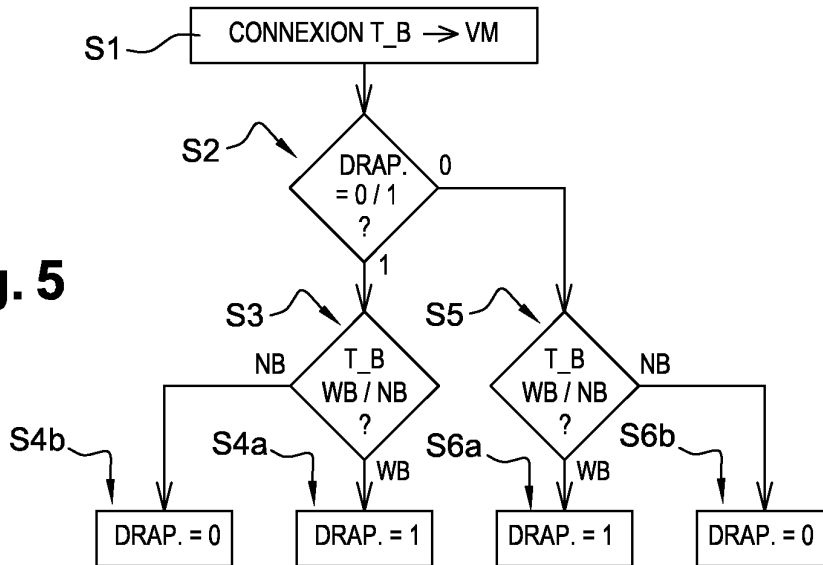 S1
CONNEXION T_B → VM
S2
DRAP.
= 0 / 1
?
0
1
g. 5
S3
T_B
WB / NB
?
NB
WB
S5
T_B
WB / NB
?
NB
WB
S4b
DRAP. = 0
S4a
DRAP. = 1
S6a
DRAP. = 1
S6b
DRAP. = 0